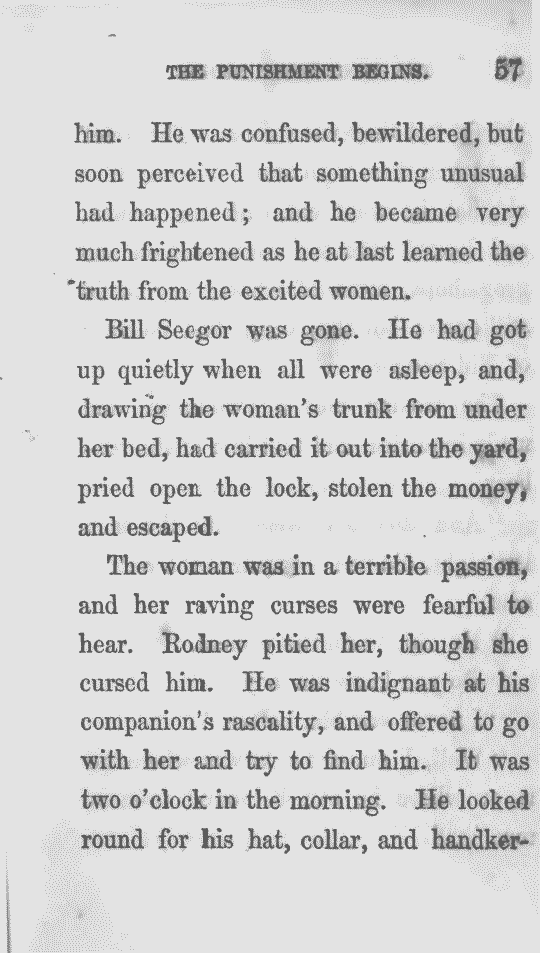 THE PUNISHMENT BEGINS. 57
him. He was confused, bewildered, but
soon perceived that something unusual
had happened; and he became very
much frightened as he at last learned the
truth from the excited women.
Bill Seegor was gone. He had got
up quietly when all were asleep, and,
drawing the woman's trunk from under
her bed, had carried it out into the yard,
pried open the lock, stolen the money,
and escaped.
The woman was in a terrible passion,
and her raving curses were fearful to
hear. Rodney pitied her, though she
cursed him. He was indignant at his
companion's rascality, and offered to go
with her and try to find him. It was
two o'clock in the morning. He looked
round for his hat, collar, and handker-